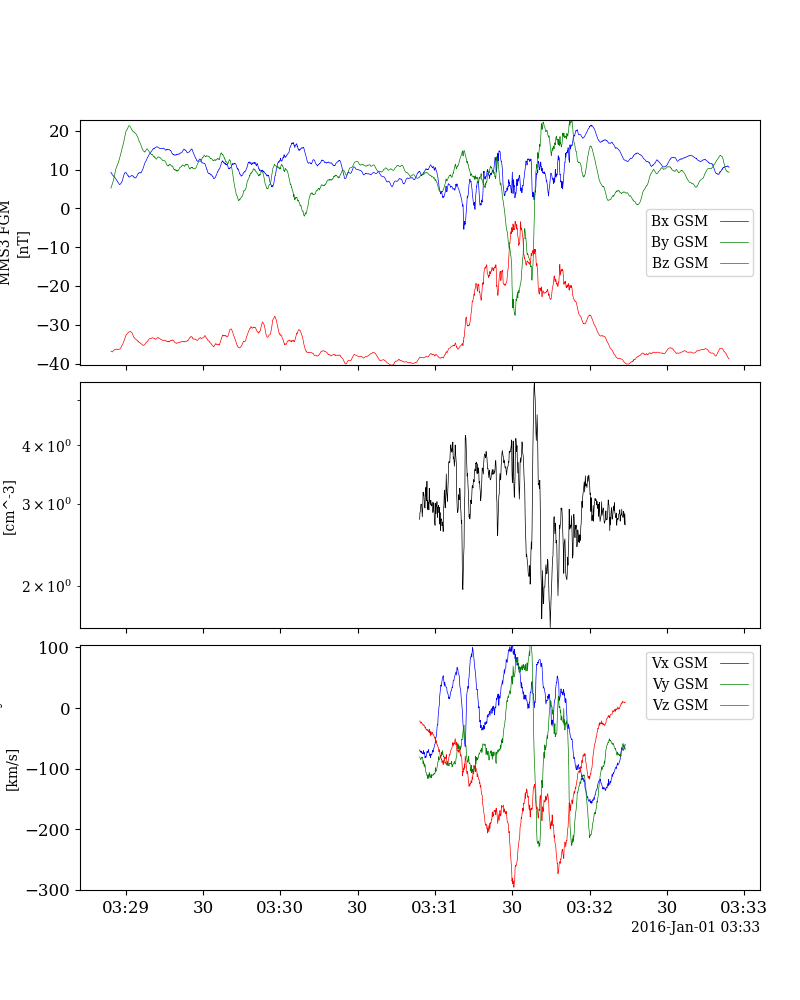 20
10
0
−10
−20
−30
−40
MMS3 FGM
[nT]
Bx GSM
By GSM
Bz GSM
4 × 10⁰
3 × 10⁰
2 × 10⁰
[cm^-3]
100
0
−100
−200
−300
[km/s]
Vx GSM
Vy GSM
Vz GSM
03:29 30 03:30 30 03:31 30 03:32 30 03:33
2016-Jan-01 03:33